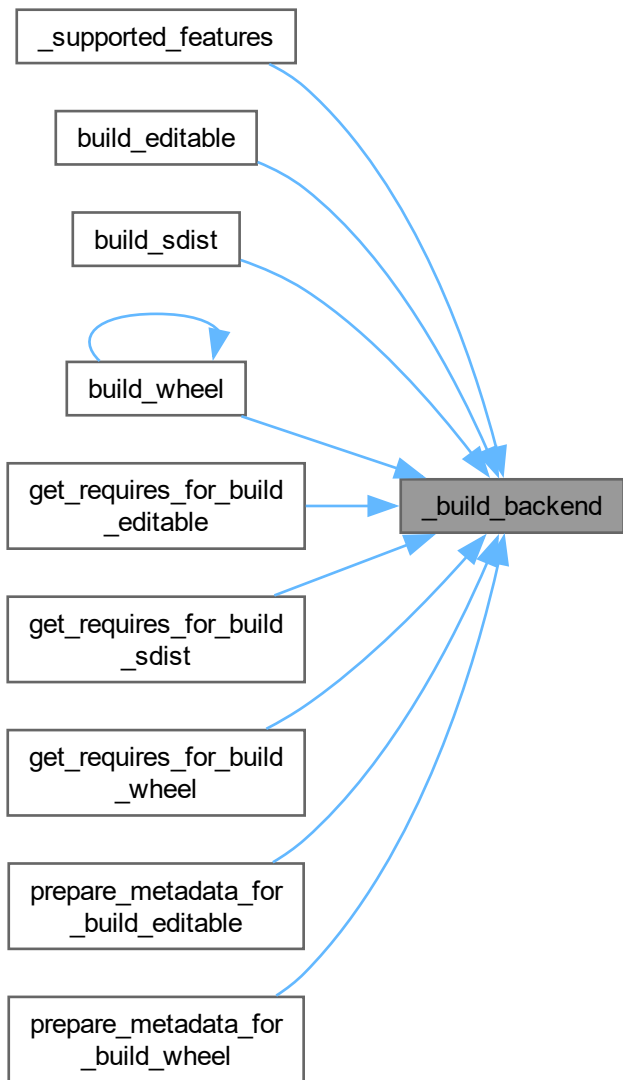 _supported_features
build_editable
build_sdist
build_wheel
get_requires_for_build
_editable
_build_backend
get_requires_for_build
_sdist
get_requires_for_build
_wheel
prepare_metadata_for
_build_editable
prepare_metadata_for
_build_wheel